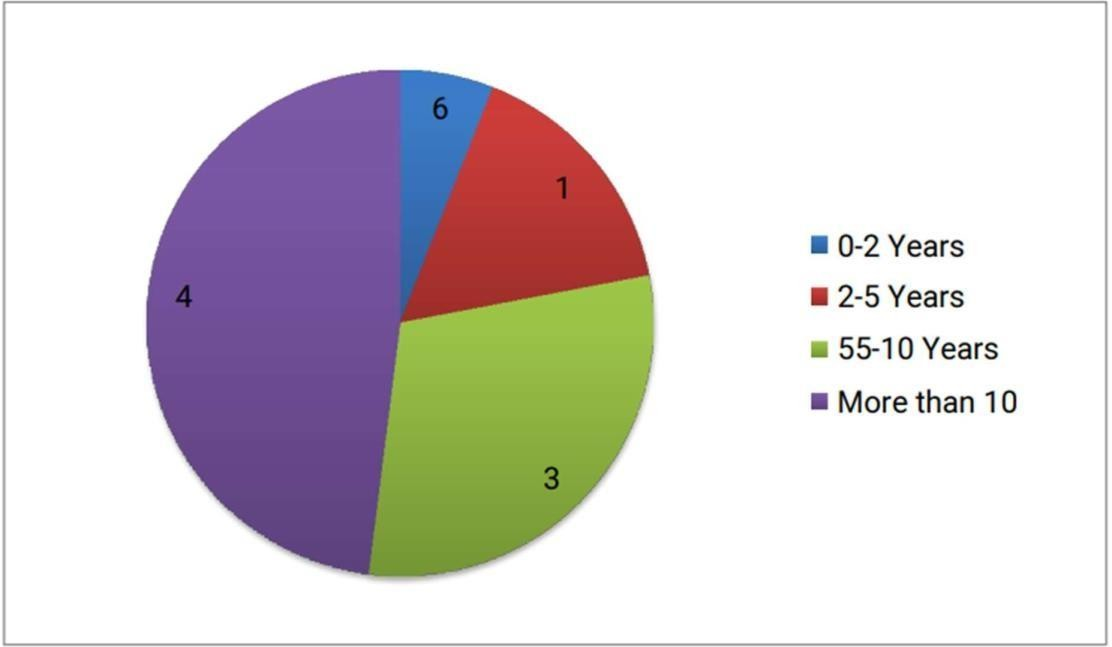 6
1
4
3
0-2 Years
2-5 Years
55-10 Years
More than 10